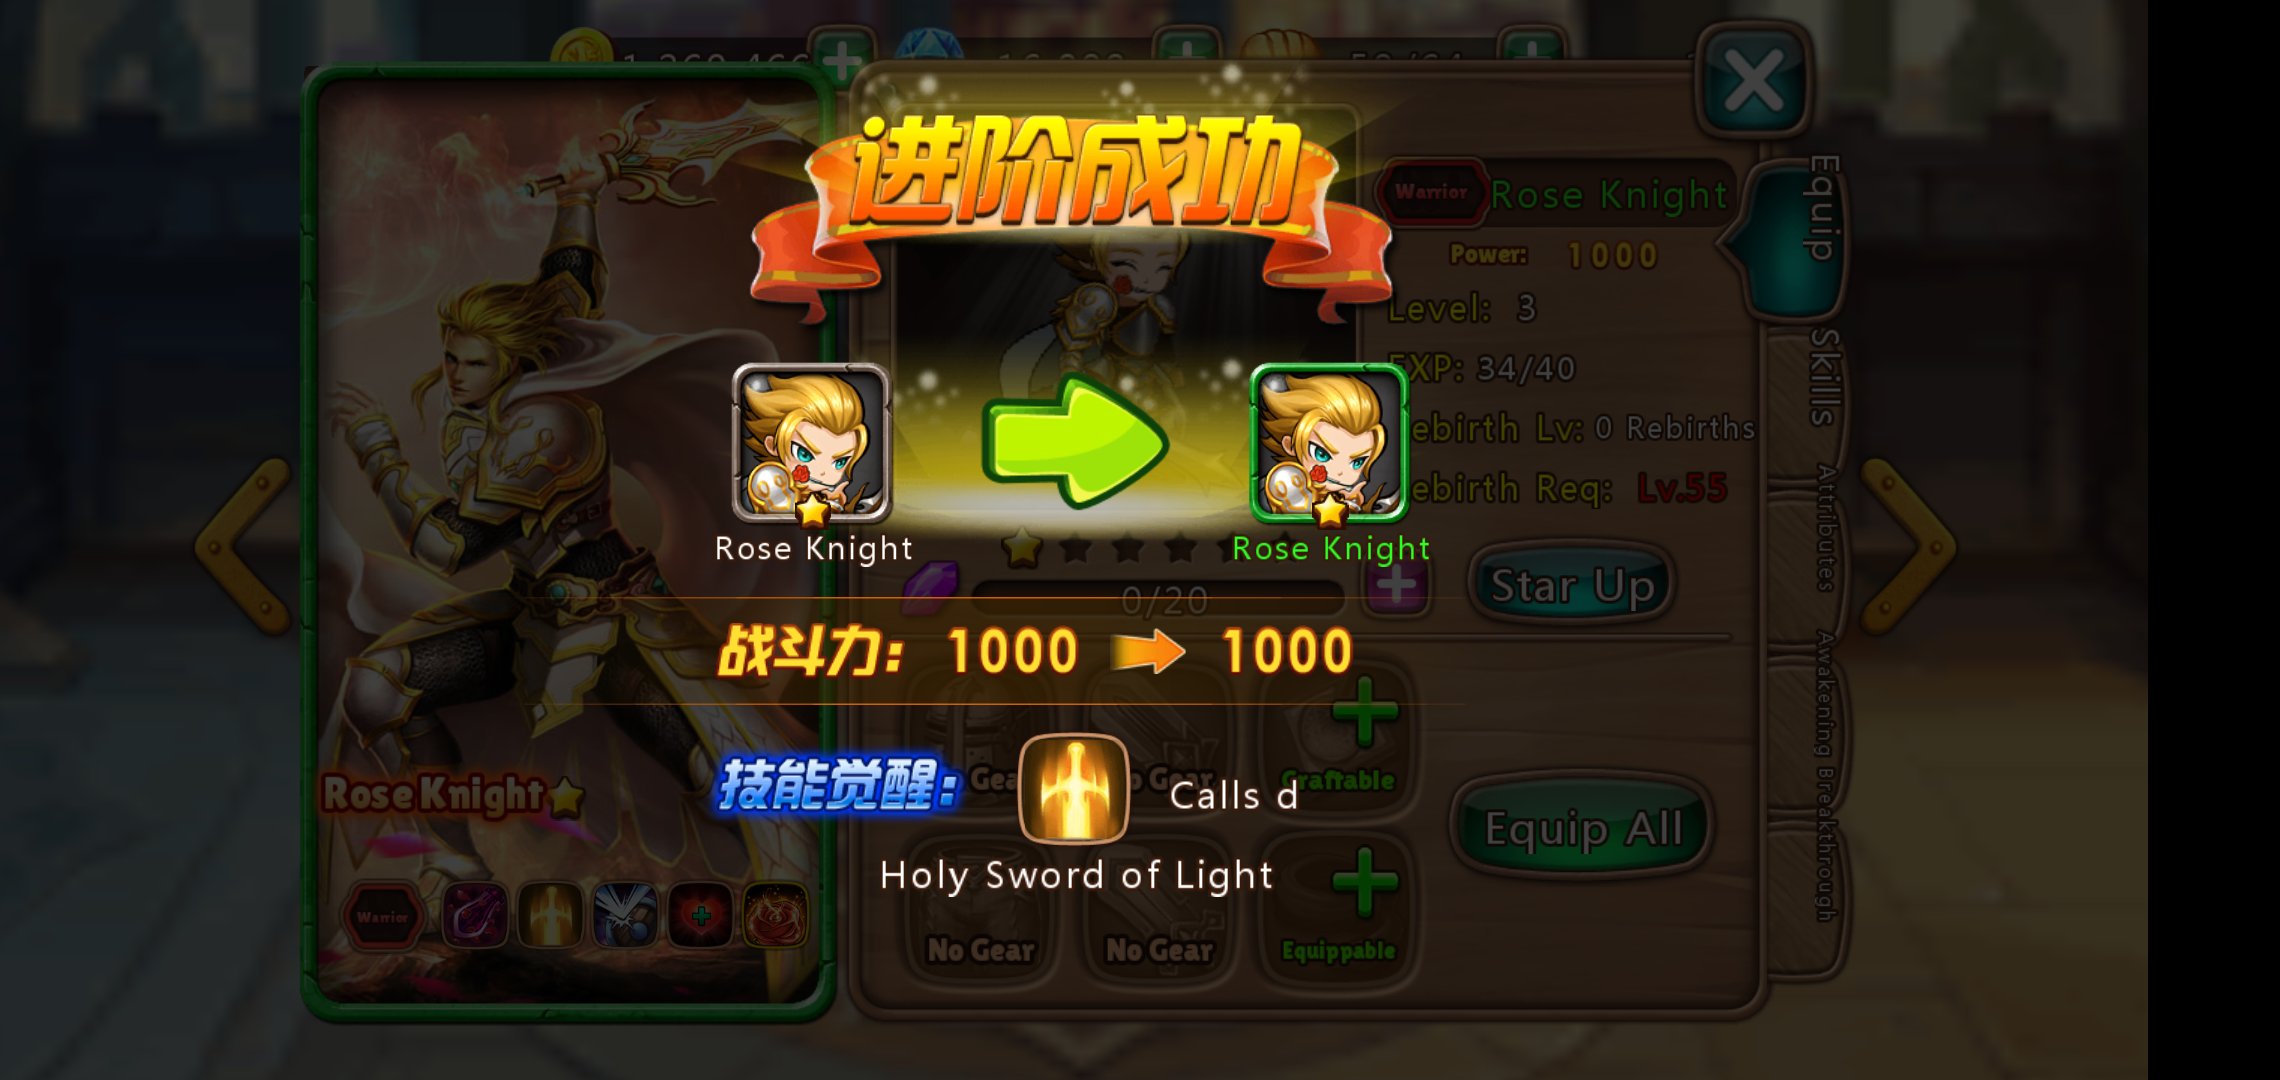 进阶成功
Warrior
Rose Knight
Power: 1000
Level: 3
EXP: 34/40
Rebirth Lv: 0 Rebirths
Rebirth Req: Lv.55
Rose Knight
Rose Knight
0/20
Star Up
战斗力: 1000 1000
技能觉醒:
Calls d
Holy Sword of Light
Graftable
No Gear
No Gear
Equippable
Equip All
Rose Knight
Warrior
Equip
Skills
Attributes
Awakening
Breakthrough